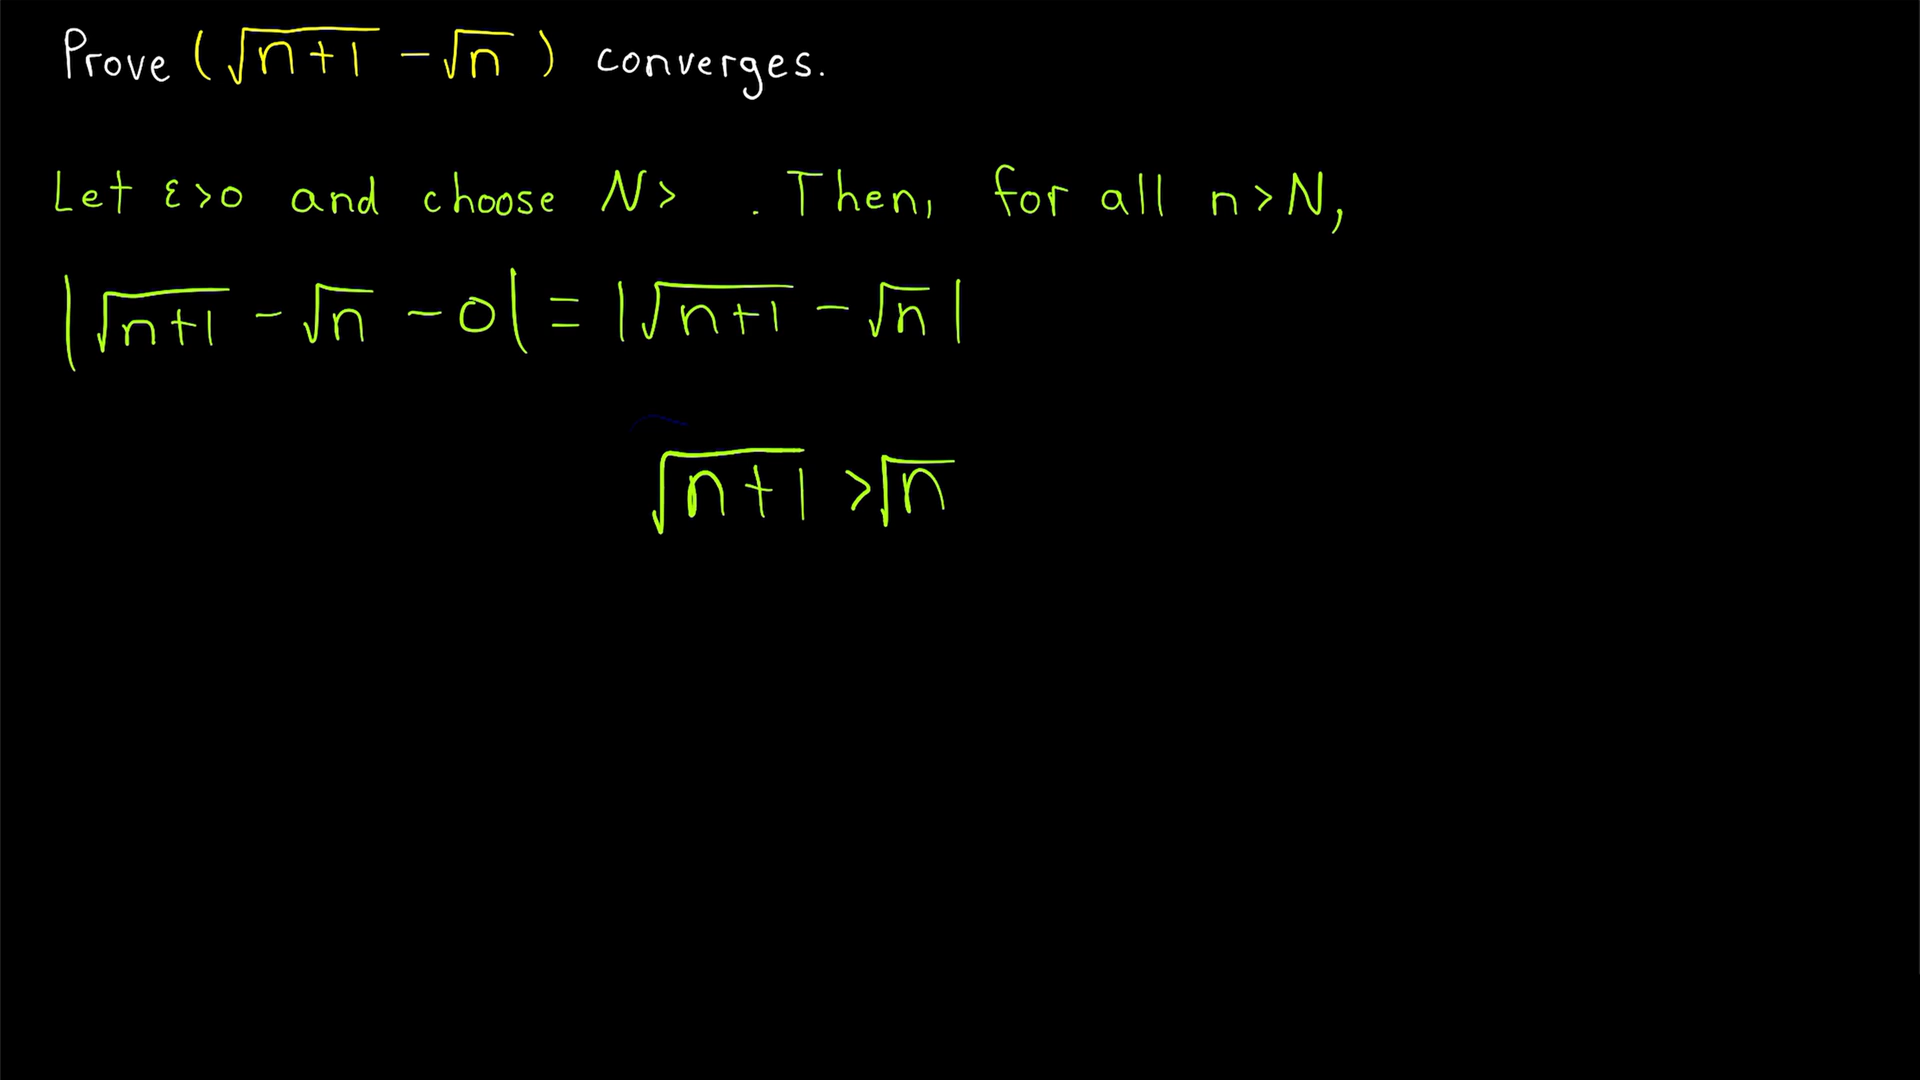 Prove (√n+1 − √n) converges.
Let ε>0 and choose N> . Then, for all n>N,
|√n+1 − √n − 0| = |√n+1 − √n|
√n+1 > √n